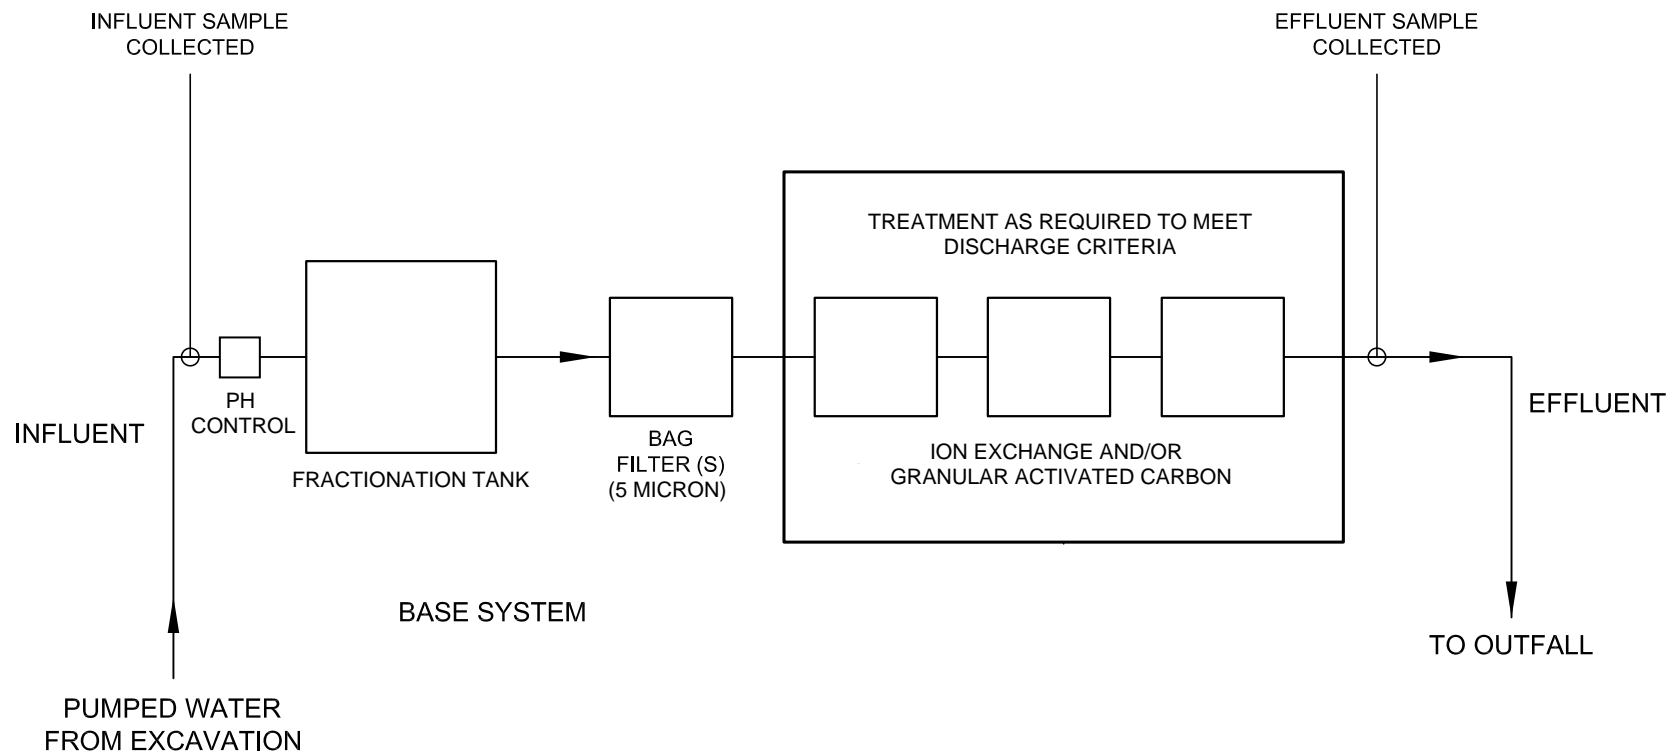 INFLUENT SAMPLE
COLLECTED
EFFLUENT SAMPLE
COLLECTED
TREATMENT AS REQUIRED TO MEET
DISCHARGE CRITERIA
PH
CONTROL
INFLUENT
FRACTIONATION TANK
BAG
FILTER (S)
(5 MICRON)
ION EXCHANGE AND/OR
GRANULAR ACTIVATED CARBON
EFFLUENT
BASE SYSTEM
TO OUTFALL
PUMPED WATER
FROM EXCAVATION